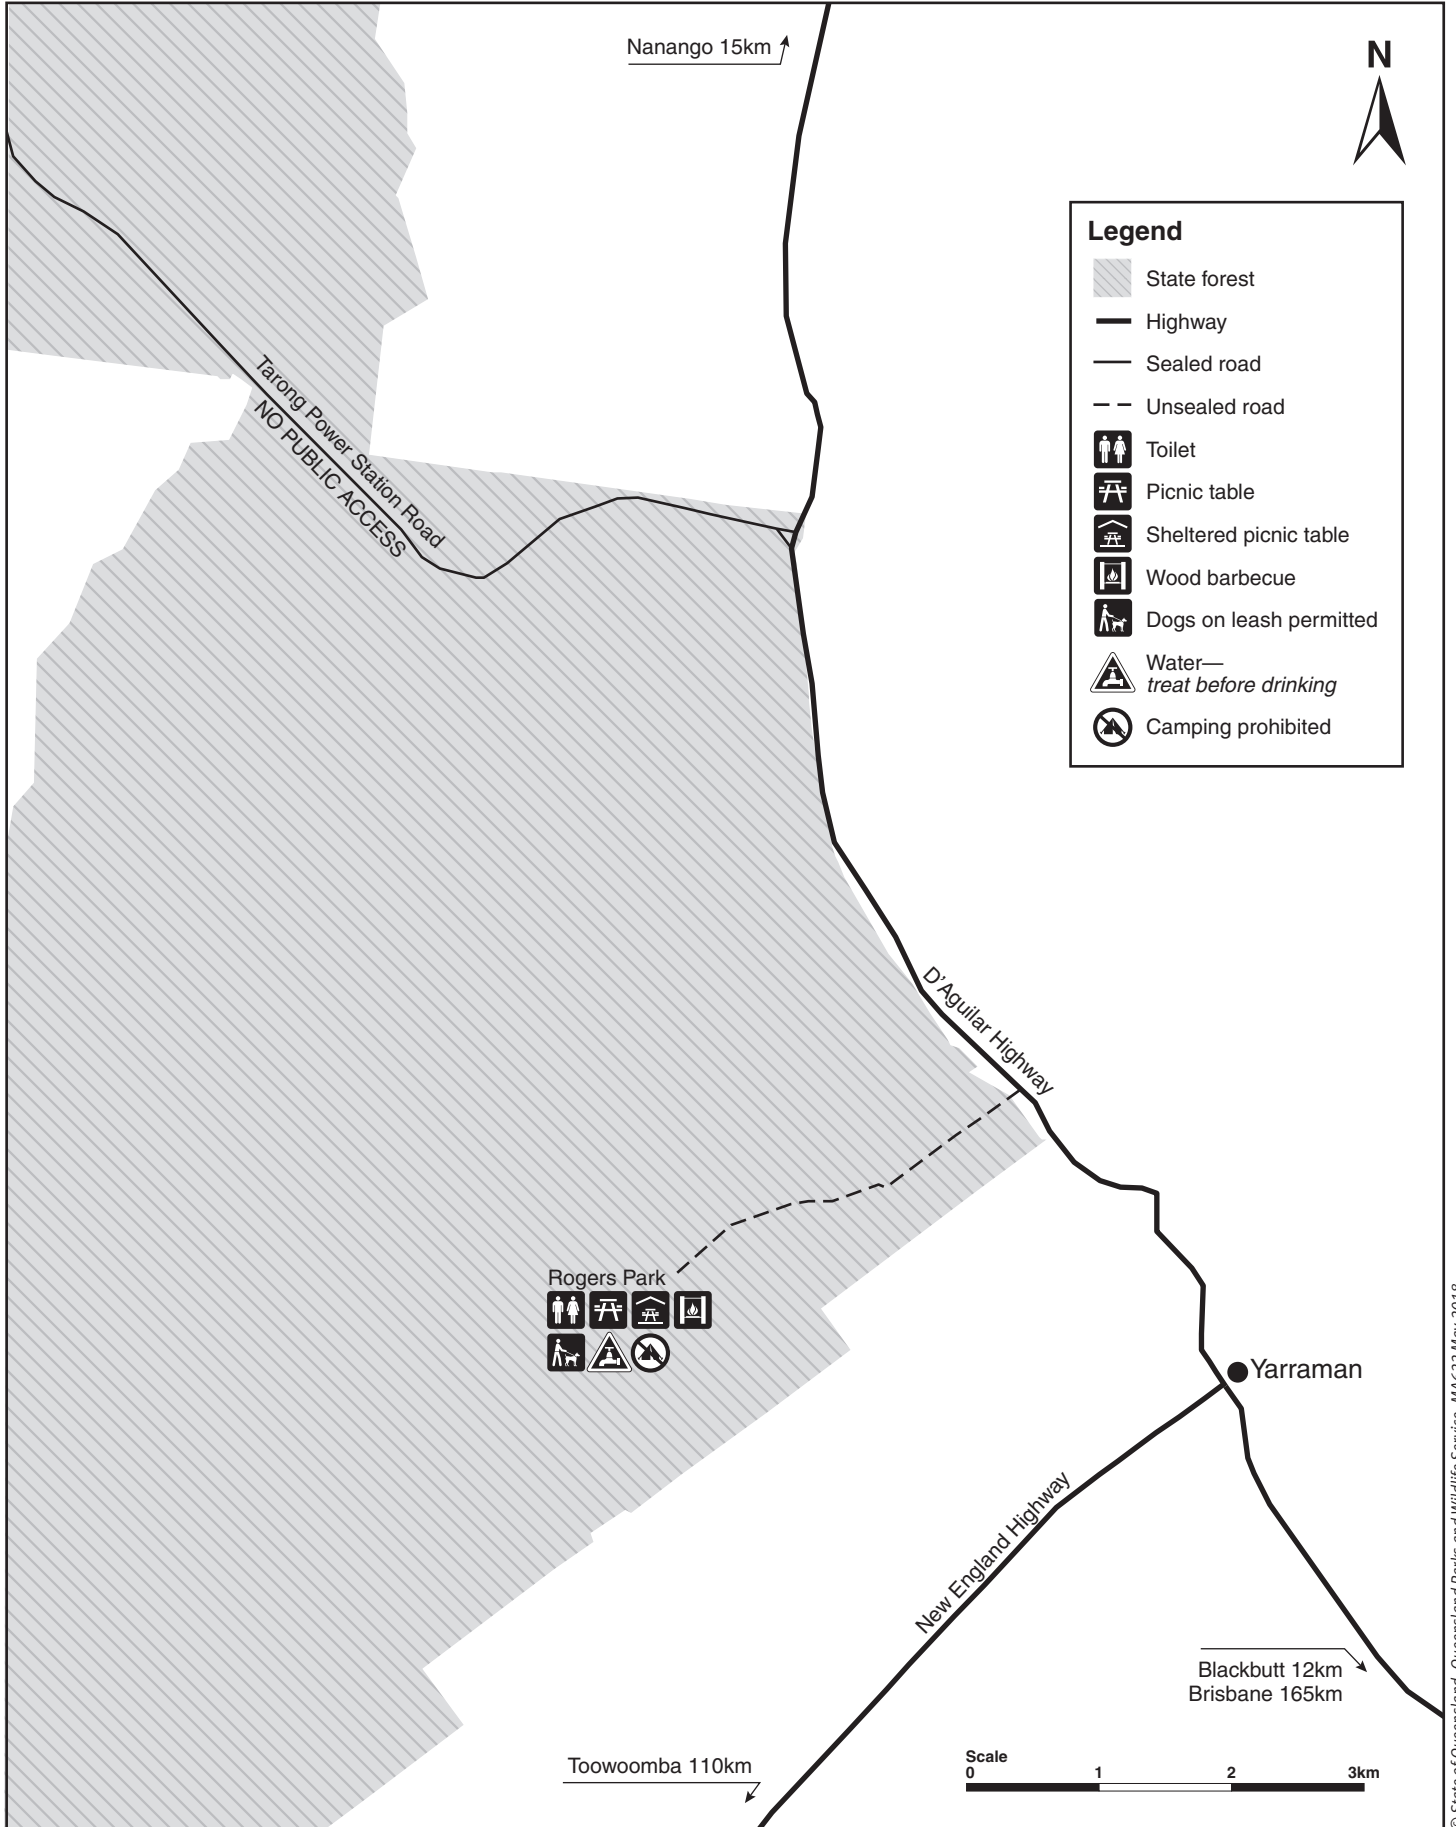 Nanango 15km
N
Legend
State forest
Highway
Sealed road
Unsealed road
Toilet
Picnic table
Sheltered picnic table
Wood barbecue
Dogs on leash permitted
Water—
treat before drinking
Camping prohibited
Tarong Power Station Road
NO PUBLIC ACCESS
D'Aguilar Highway
Rogers Park
Yarraman
New England Highway
Blackbutt 12km
Brisbane 165km
Toowoomba 110km
Scale
0 1 2 3km